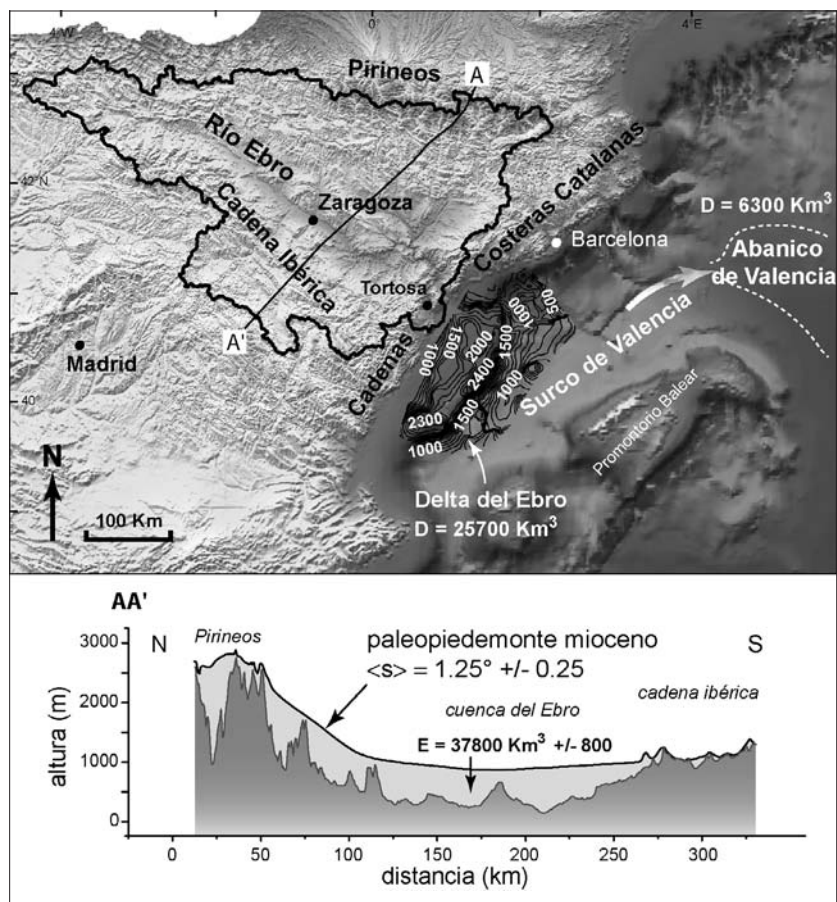 4°W
0°
4°E
Pirineos
A
42°N
Río Ebro
Zaragoza
Cadena Ibérica
Costeras Catalanas
Cadenas
D = 6300 Km³
Barcelona
Abanico
de Valencia
Tortosa
A'
Madrid
Surco de Valencia
500
1000
1500
1000
1500
2000
2400
1500
1000
2300
1000
40
Promontorio Balear
N
100 Km
Delta del Ebro
D = 25700 Km³
AA'
N
Pirineos
paleopiedemonte mioceno
<s> = 1.25° +/- 0.25
S
cadena ibérica
cuenca del Ebro
E = 37800 Km³ +/- 800
altura (m)
3000
2000
1000
0
0
50
100
150
200
250
300
distancia (km)